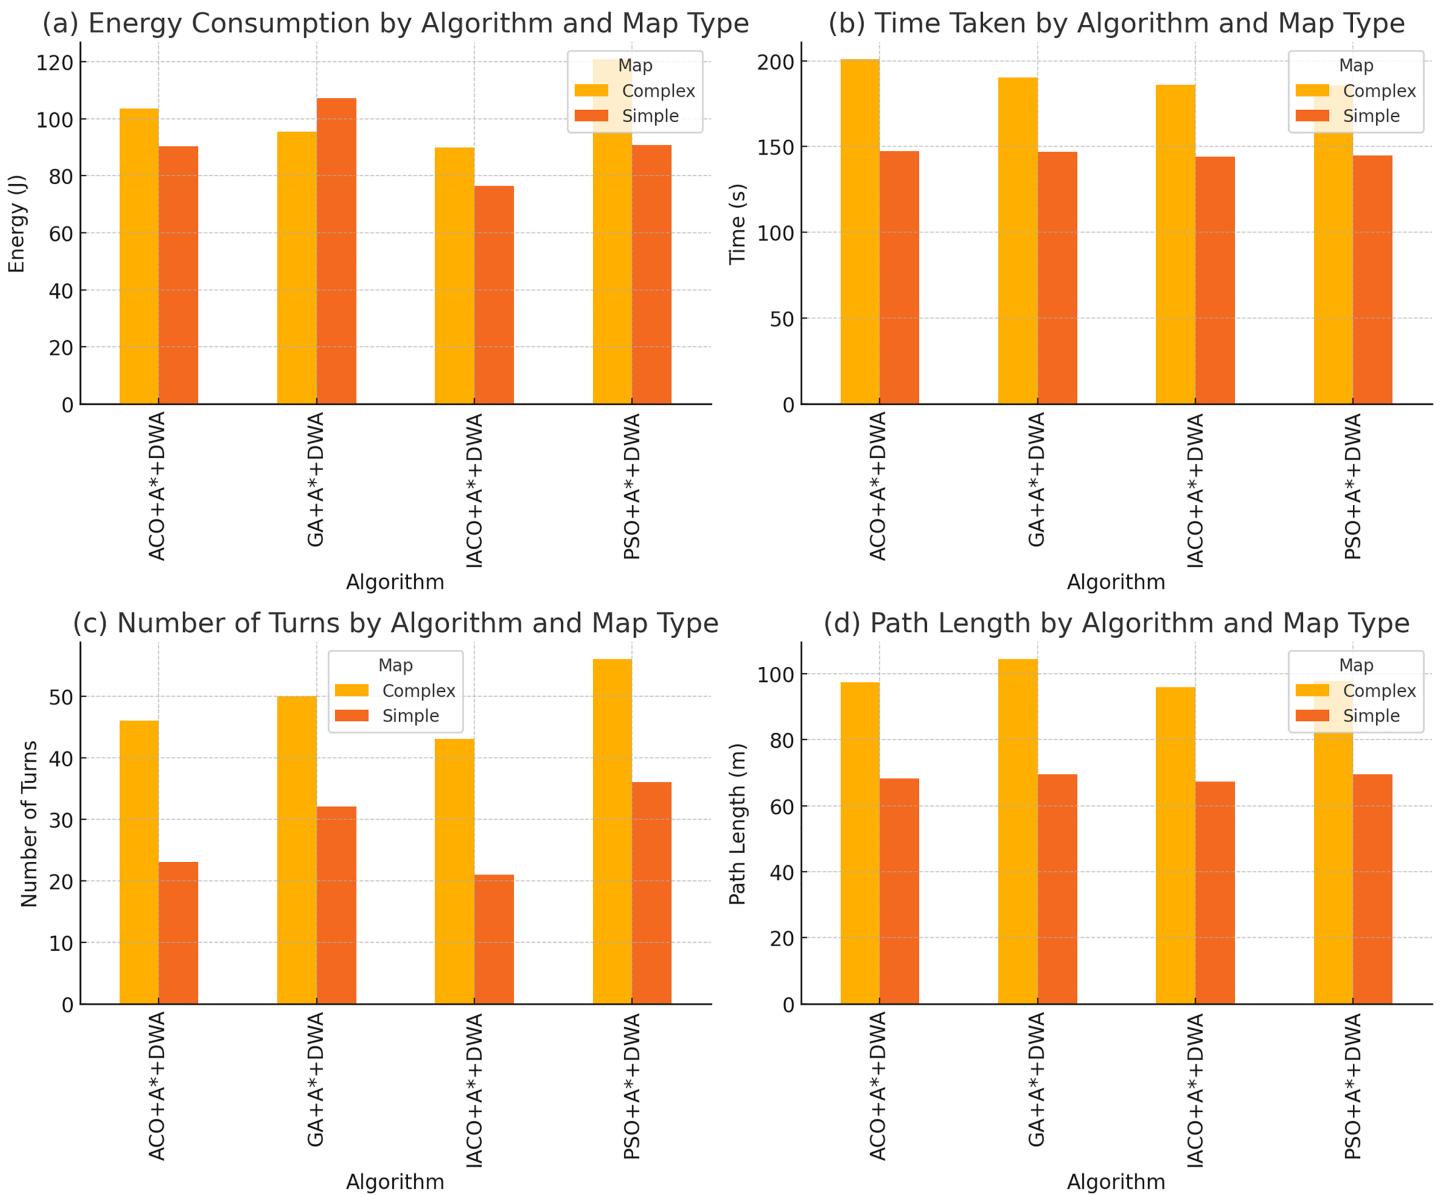 (a) Energy Consumption by Algorithm and Map Type
Energy (J)
120
100
80
60
40
20
0
Map
Complex
Simple
ACO+A*+DWA
GA+A*+DWA
IACO+A*+DWA
PSO+A*+DWA
Algorithm
(b) Time Taken by Algorithm and Map Type
Time (s)
200
150
100
50
0
Map
Complex
Simple
ACO+A*+DWA
GA+A*+DWA
IACO+A*+DWA
PSO+A*+DWA
Algorithm
(c) Number of Turns by Algorithm and Map Type
Number of Turns
50
40
30
20
10
0
Map
Complex
Simple
ACO+A*+DWA
GA+A*+DWA
IACO+A*+DWA
PSO+A*+DWA
Algorithm
(d) Path Length by Algorithm and Map Type
Path Length (m)
100
80
60
40
20
0
Map
Complex
Simple
ACO+A*+DWA
GA+A*+DWA
IACO+A*+DWA
PSO+A*+DWA
Algorithm